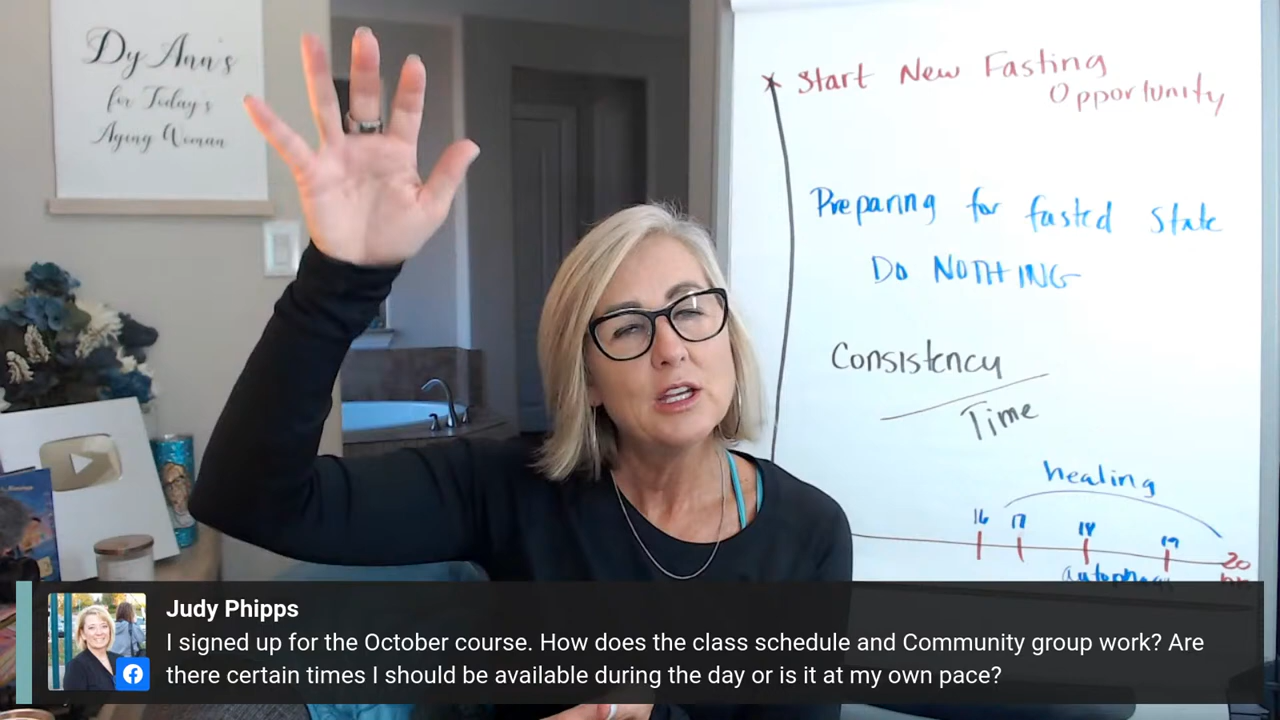 Dy Ann's
for Today's
Aging Woman
Start New Fasting
Opportunity
Preparing for fasted State
DO NOTHING
Consistency
Time
healing
16 17 18 19 20
Judy Phipps
I signed up for the October course. How does the class schedule and Community group work? Are
there certain times I should be available during the day or is it at my own pace?